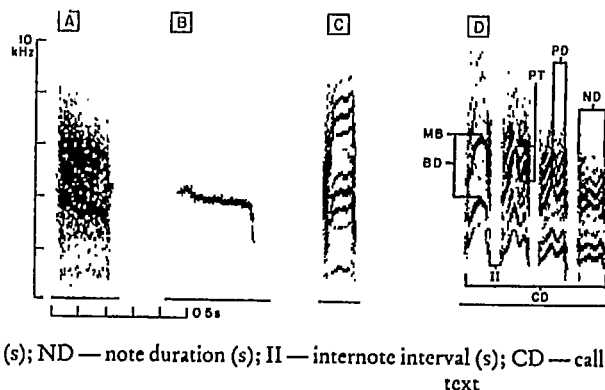 A B C D
10
kHz
PD
PT
ND
MB
BD
II
CD
0 5s
(s); ND — note duration (s); II — internote interval (s); CD — call
text